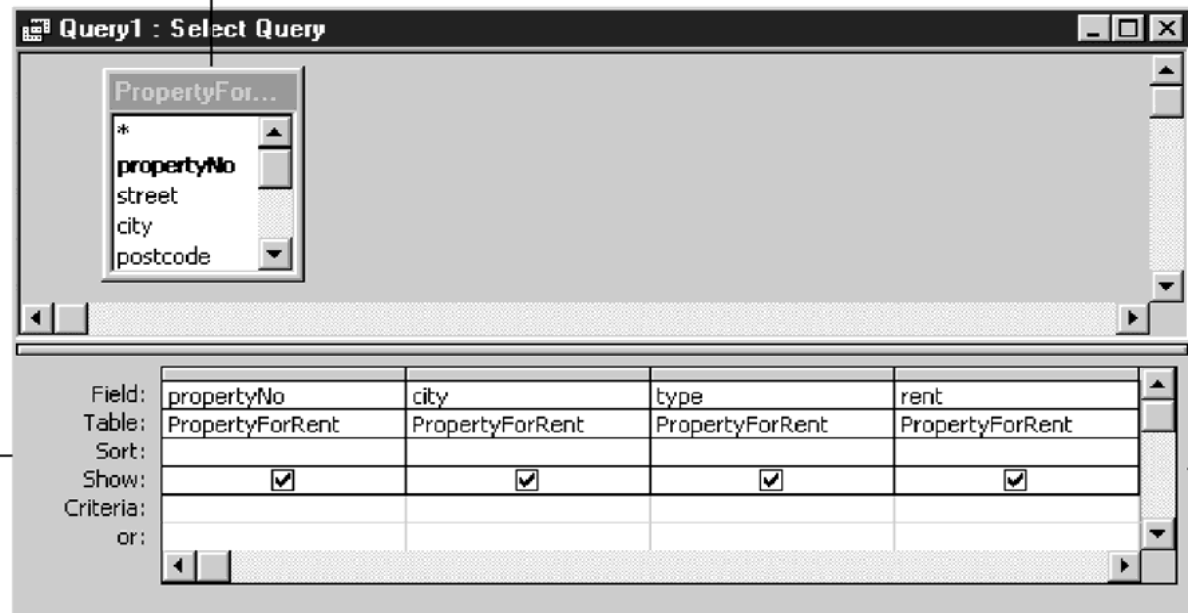 Query1 : Select Query
PropertyFor...
*
propertyNo
street
city
postcode
Field: propertyNo city type rent
Table: PropertyForRent PropertyForRent PropertyForRent PropertyForRent
Sort:
Show:
Criteria:
or: